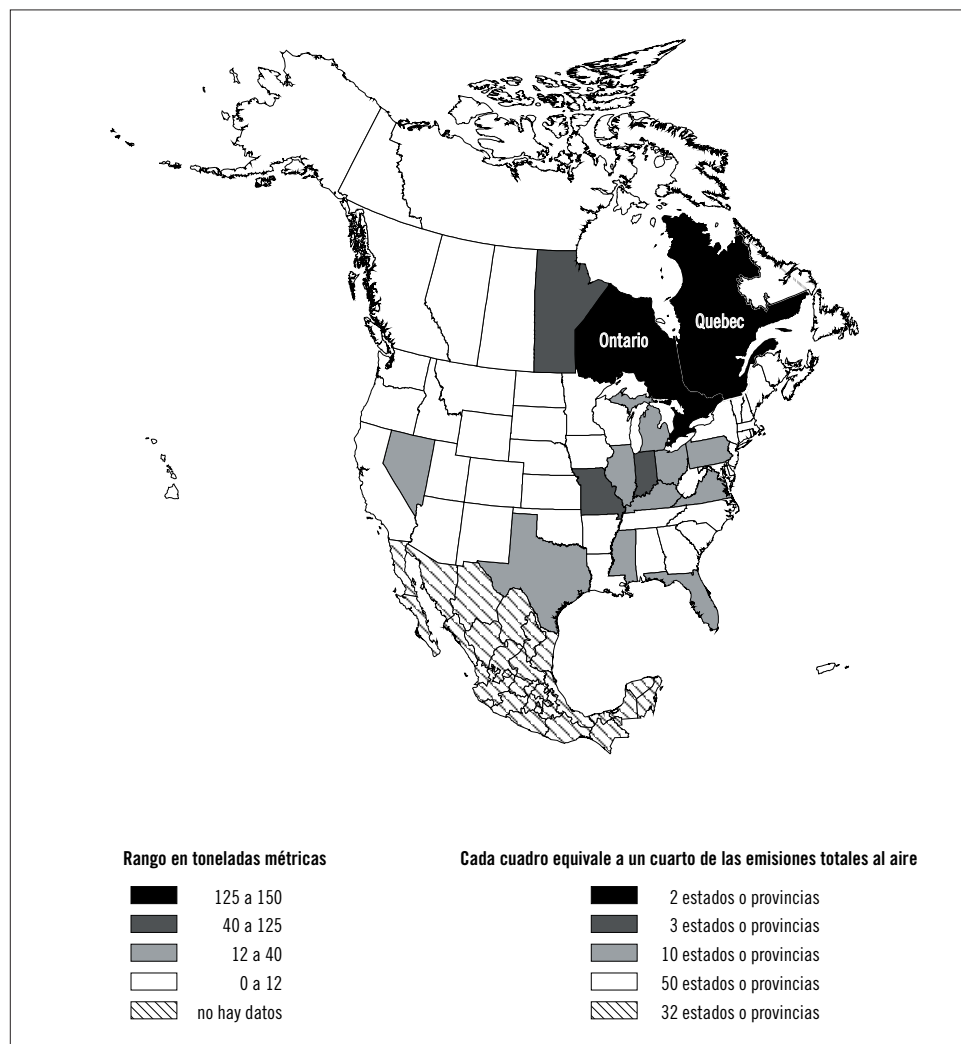 Quebec
Ontario
Rango en toneladas métricas
125 a 150
40 a 125
12 a 40
0 a 12
no hay datos
Cada cuadro equivale a un cuarto de las emisiones totales al aire
2 estados o provincias
3 estados o provincias
10 estados o provincias
50 estados o provincias
32 estados o provincias